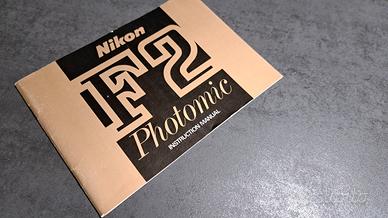 Nikon
F2
Photomic
INSTRUCTION MANUAL